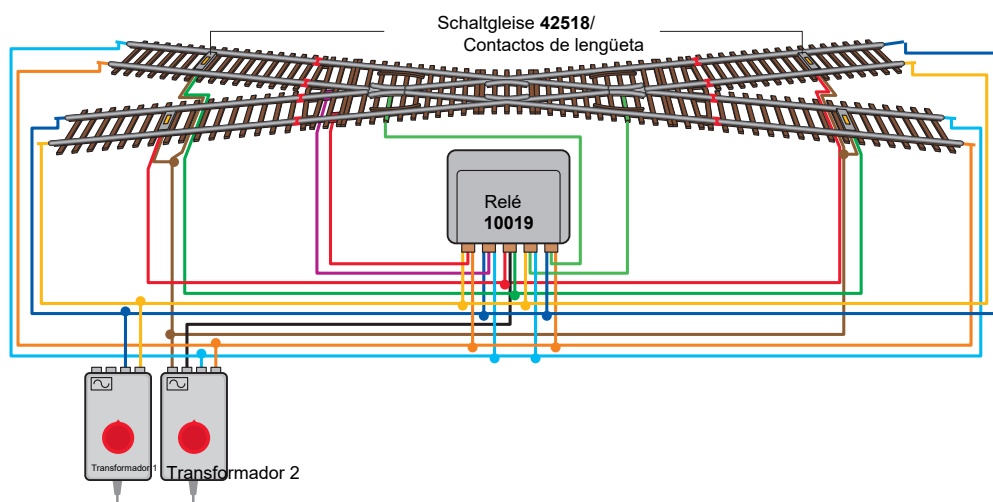 Schaltgleise 42518/
Contactos de lengüeta
Relé
10019
Transformador 1
Transformador 2